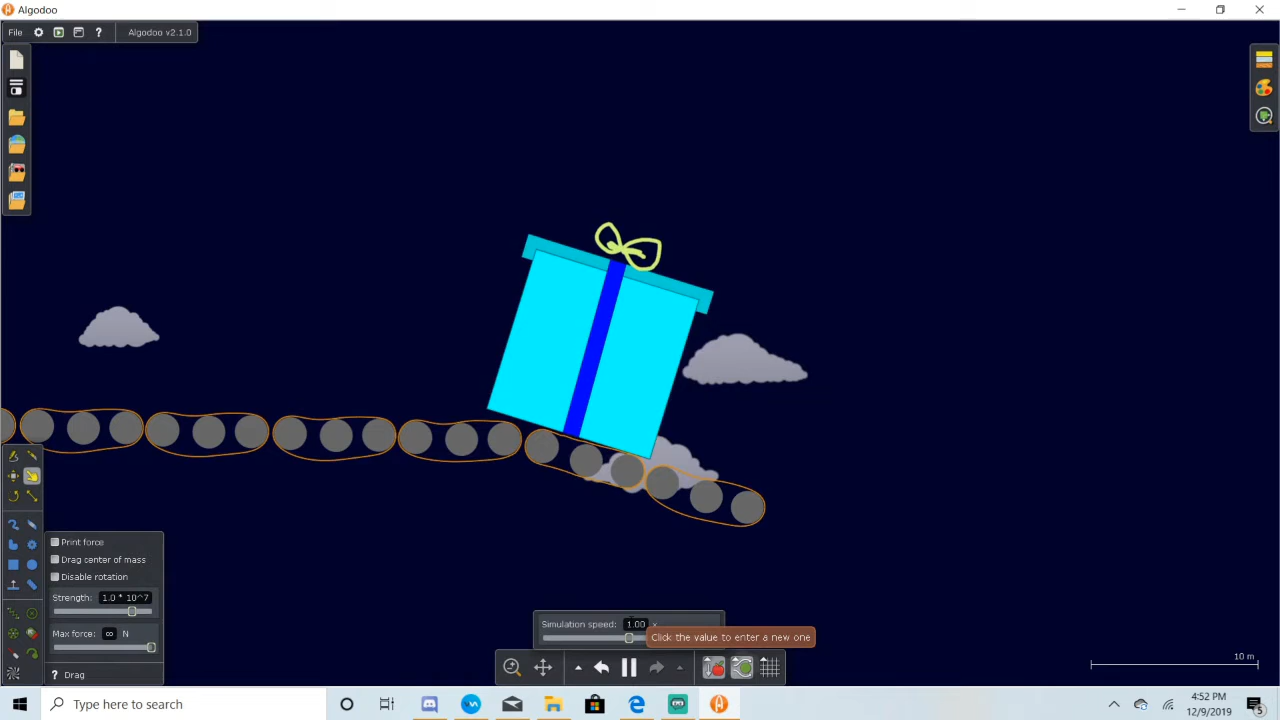 Algodoo
File
?
Algodoo v2.1.0
Print force
Drag center of mass
Disable rotation
Strength: 1.0 * 10^7
Max force: ∞ N
? Drag
Simulation speed: 1.00 x
Click the value to enter a new one
10 m
Type here to search
4:52 PM
12/9/2019
5